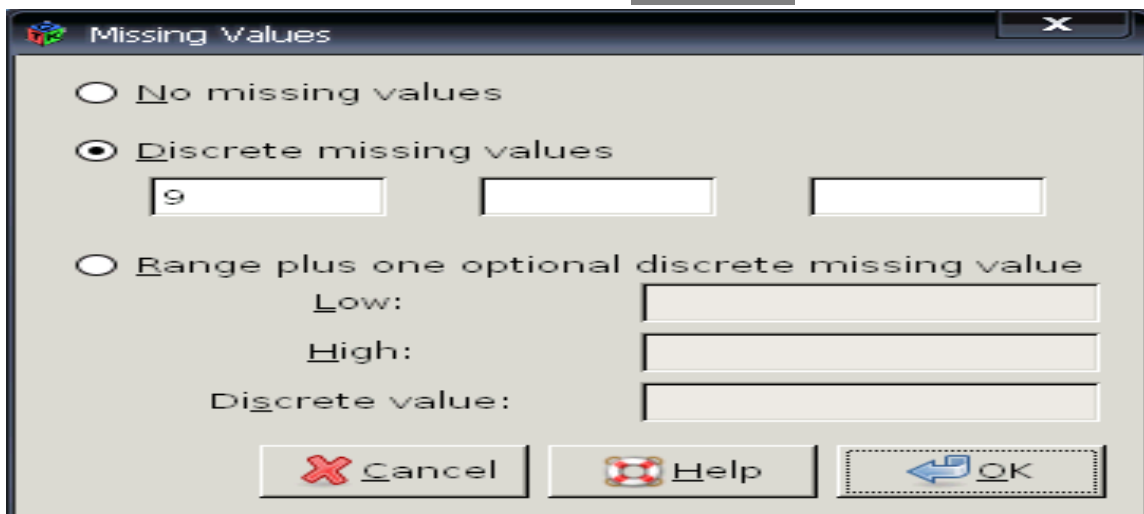 Missing Values
No missing values
Discrete missing values
9
Range plus one optional discrete missing value
Low:
High:
Discrete value:
Cancel Help OK